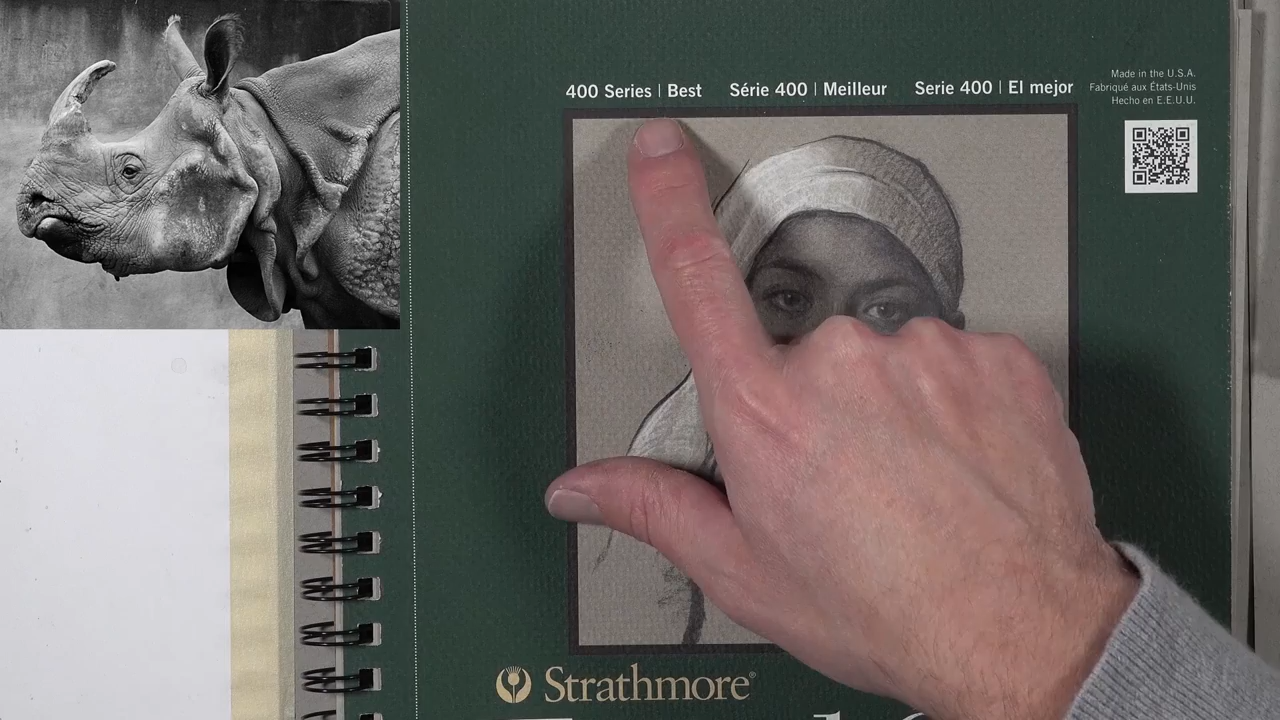 400 Series | Best Série 400 | Meilleur Serie 400 | El mejor
Made in the U.S.A.
Fabriqué aux États-Unis
Hecho en E.E.U.U.
Strathmore®